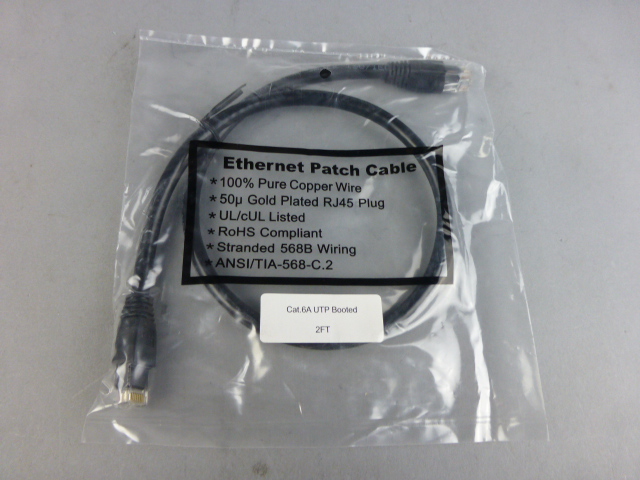 Ethernet Patch Cable
*100% Pure Copper Wire
*50µ Gold Plated RJ45 Plug
*UL/cUL Listed
*RoHS Compliant
*Stranded 568B Wiring
*ANSI/TIA-568-C.2
Cat.6A UTP Booted
2FT